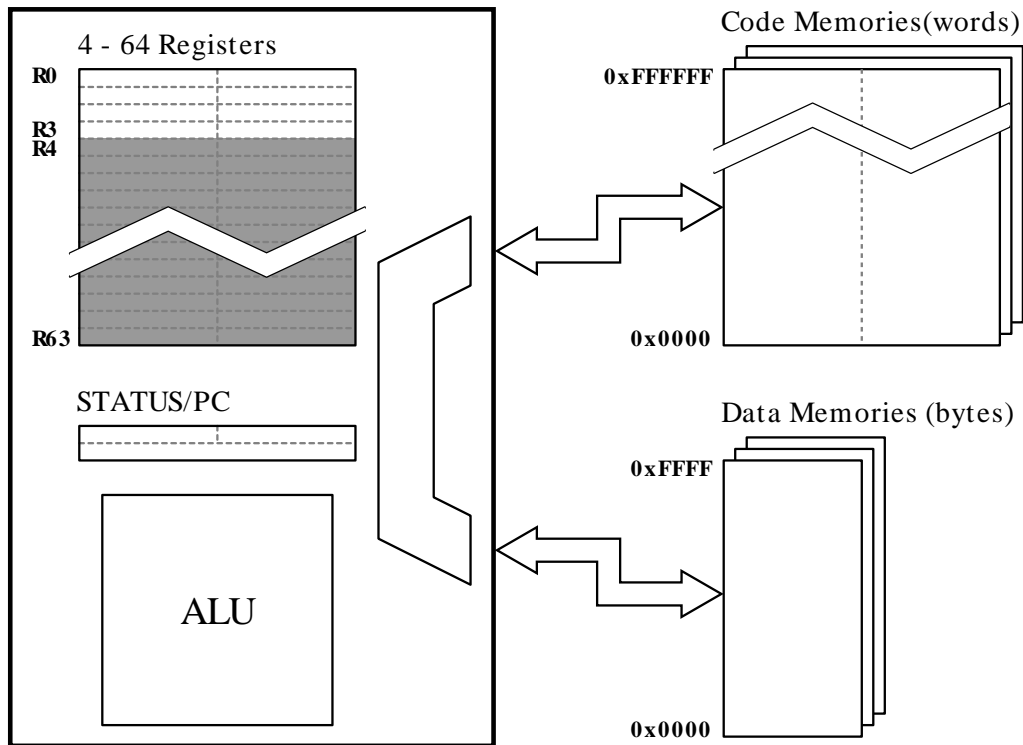 4 - 64 Registers
R0
R3
R4
R63
STATUS/PC
ALU
Code Memories(words)
0xFFFFFF
0x0000
Data Memories (bytes)
0xFFFF
0x0000